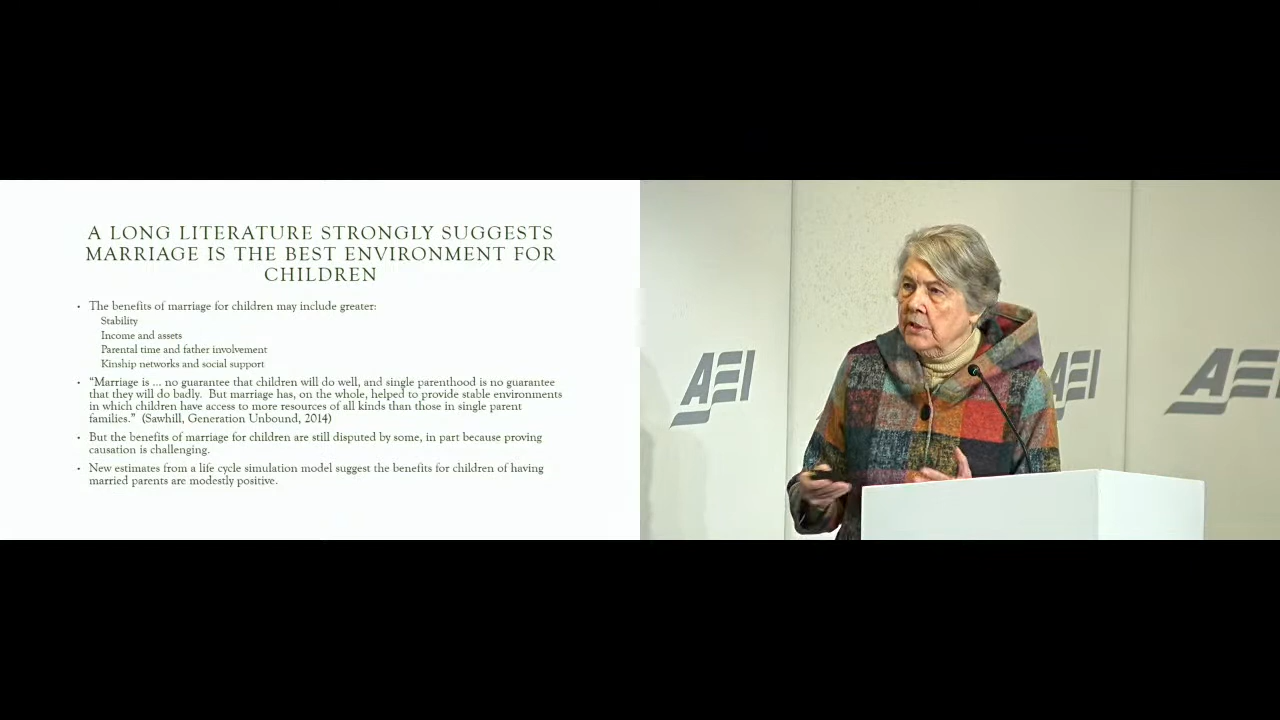 A LONG LITERATURE STRONGLY SUGGESTS
MARRIAGE IS THE BEST ENVIRONMENT FOR
CHILDREN
• The benefits of marriage for children may include greater:
Stability
Income and assets
Parental time and father involvement
Kinship networks and social support
• “Marriage is ... no guarantee that children will do well, and single parenthood is no guarantee
that they will do badly. But marriage has, on the whole, helped to provide stable environments
in which children have access to more resources of all kinds than those in single parent
families.” (Sawhill, Generation Unbound, 2014)
• But the benefits of marriage for children are still disputed by some, in part because proving
causation is challenging.
• New estimates from a life cycle simulation model suggest the benefits for children of having
married parents are modestly positive.
AEI
AEI
AEI